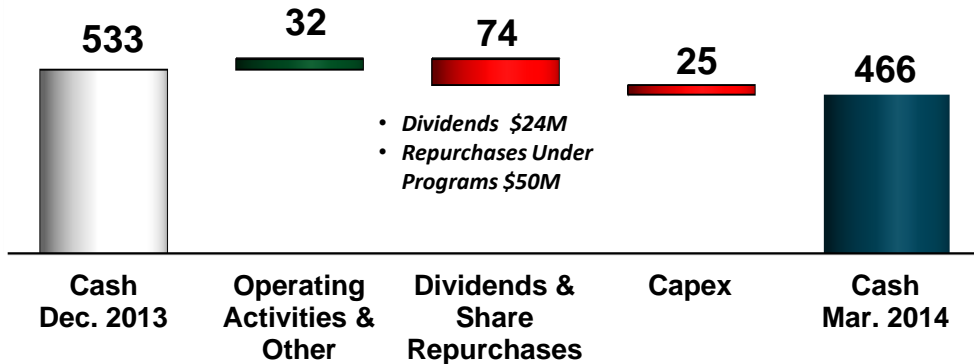 533
32
74
25
466
• Dividends $24M
• Repurchases Under
Programs $50M
Cash
Dec. 2013
Operating
Activities &
Other
Dividends &
Share
Repurchases
Capex
Cash
Mar. 2014